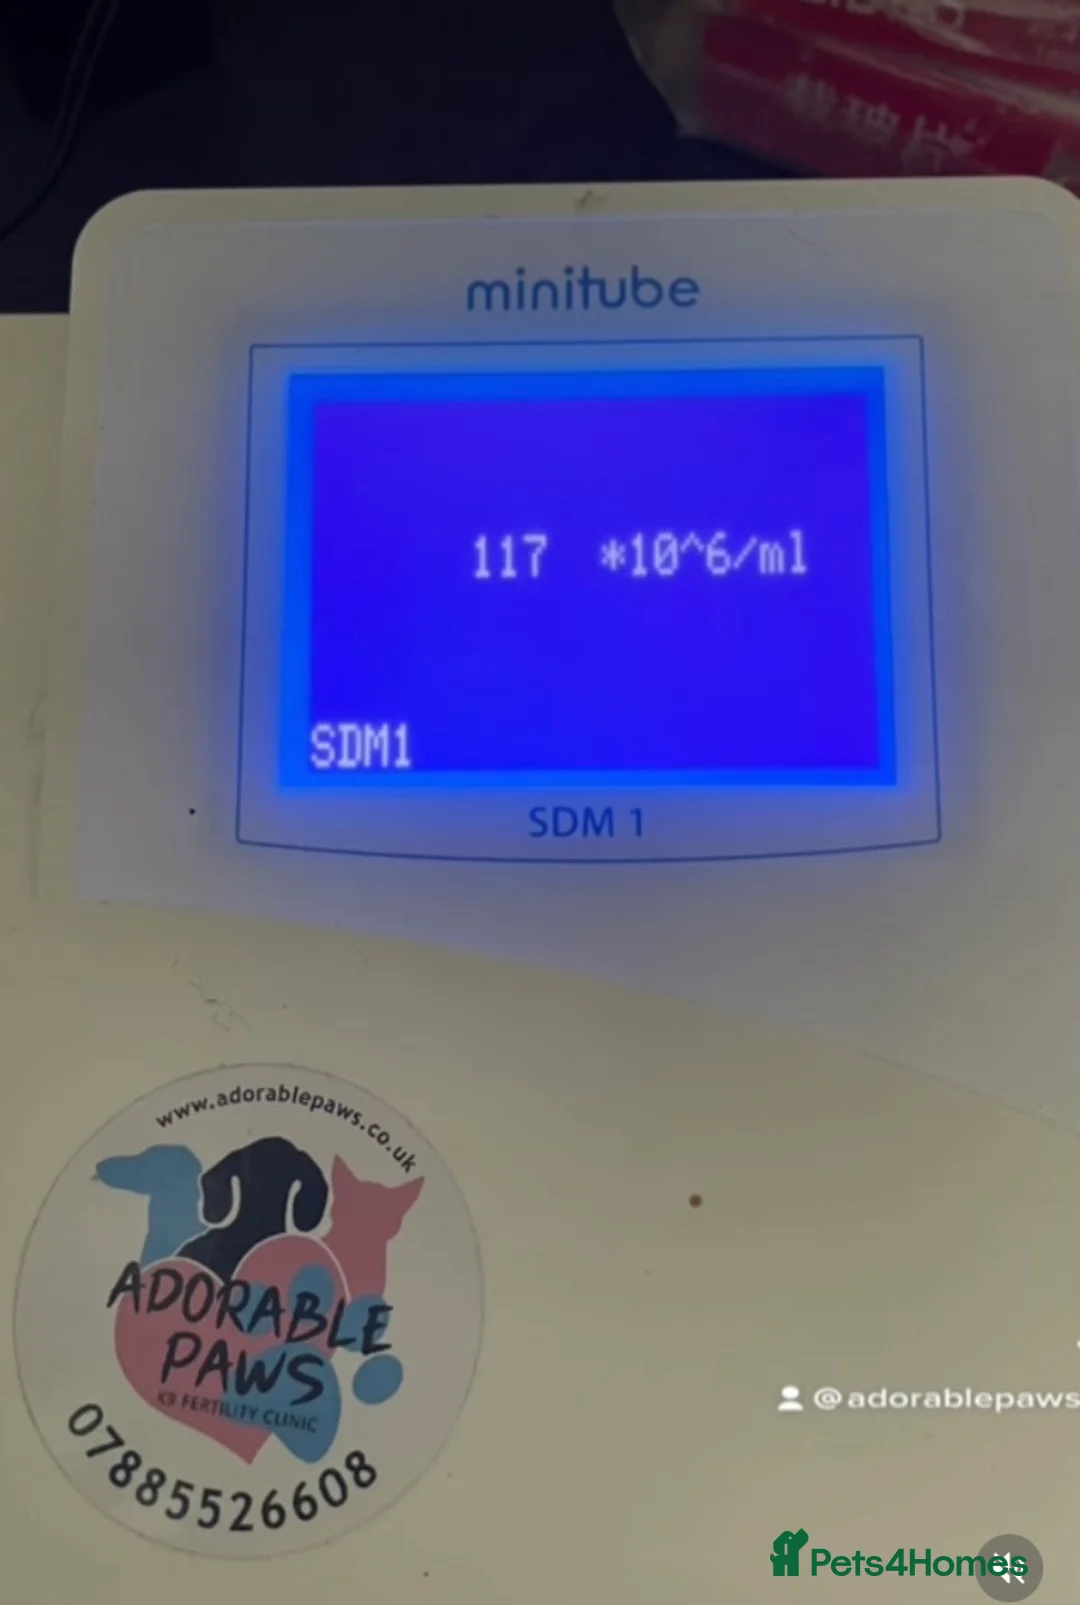 minitube
117 *10^6/ml
SDM1
SDM 1
www.adorablepaws.co.uk
ADORABLE
PAWS
K9 FERTILITY CLINIC
07885526608
@adorablepaws
Pets4Homes